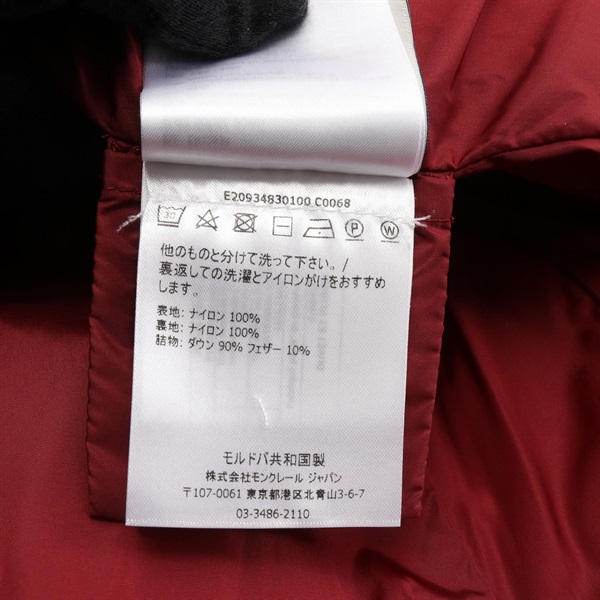 E20934830100 C0068
30 P W
他のものと分けて洗って下さい。/
裏返しての洗濯とアイロンがけをおすすめ
します。
表地: ナイロン 100%
裏地: ナイロン 100%
詰物: ダウン 90% フェザー 10%
モルドバ共和国製
株式会社モンクレール ジャパン
〒107-0061 東京都港区北青山3-6-7
03-3486-2110